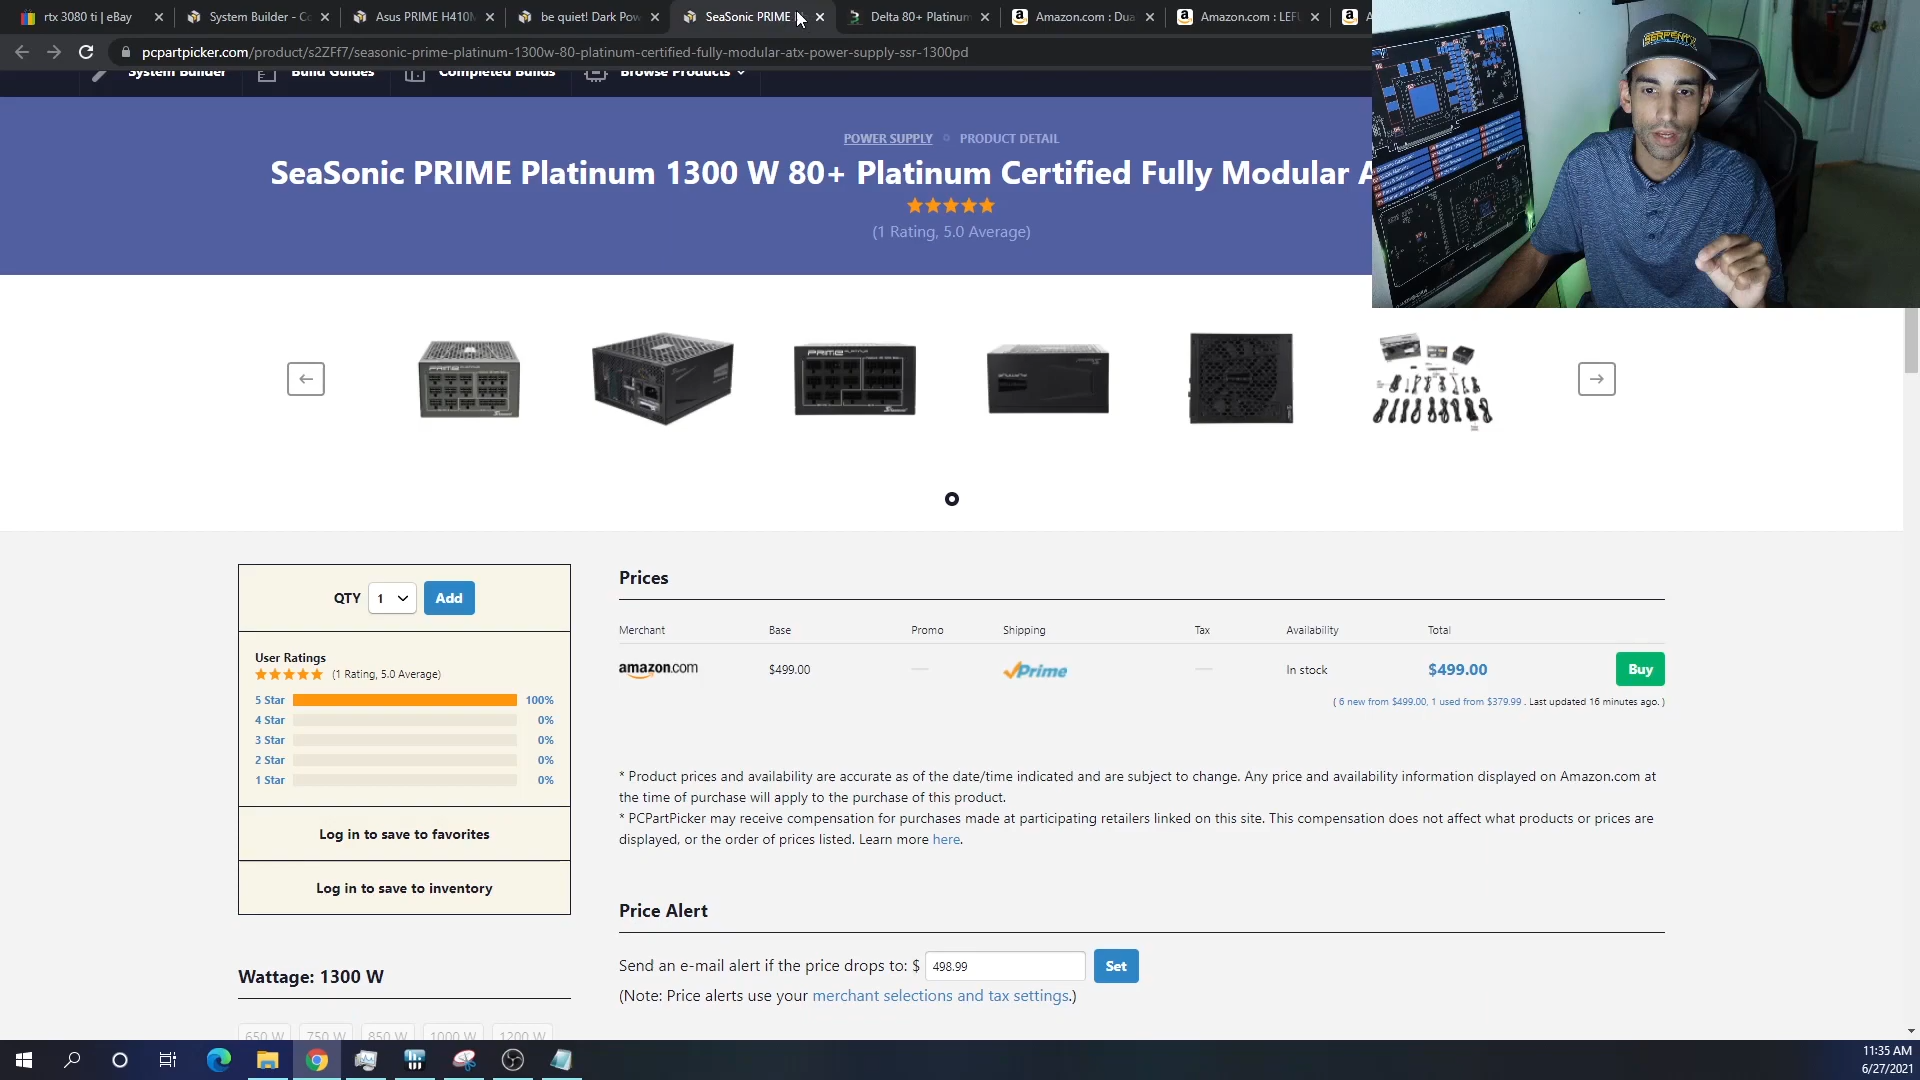 rtx 3080 ti | eBay
System Builder - Co
Asus PRIME H410M
be quiet! Dark Pow
SeaSonic PRIME
Delta 80+ Platinum
Amazon.com : Dua
Amazon.com : LEFU
pcpartpicker.com/product/s2ZFf7/seasonic-prime-platinum-1300w-80-platinum-certified-fully-modular-atx-power-supply-ssr-1300pd
System Builder
Build Guides
Completed Builds
Browse Products
SERPENTX
POWER SUPPLY
PRODUCT DETAIL
SeaSonic PRIME Platinum 1300 W 80+ Platinum Certified Fully Modular A
(1 Rating, 5.0 Average)
QTY 1 Add
User Ratings
(1 Rating, 5.0 Average)
5 Star 100%
4 Star 0%
3 Star 0%
2 Star 0%
1 Star 0%
Log in to save to favorites
Log in to save to inventory
Wattage: 1300 W
650 W 750 W 850 W 1000 W 1200 W
Prices
Merchant Base Promo Shipping Tax Availability Total
amazon.com $499.00 — Prime — In stock $499.00 Buy
( 6 new from $499.00, 1 used from $379.99 . Last updated 16 minutes ago. )
* Product prices and availability are accurate as of the date/time indicated and are subject to change. Any price and availability information displayed on Amazon.com at
the time of purchase will apply to the purchase of this product.
* PCPartPicker may receive compensation for purchases made at participating retailers linked on this site. This compensation does not affect what products or prices are
displayed, or the order of prices listed. Learn more here.
Price Alert
Send an e-mail alert if the price drops to: $ 498.99 Set
(Note: Price alerts use your merchant selections and tax settings.)
11:35 AM
6/27/2021